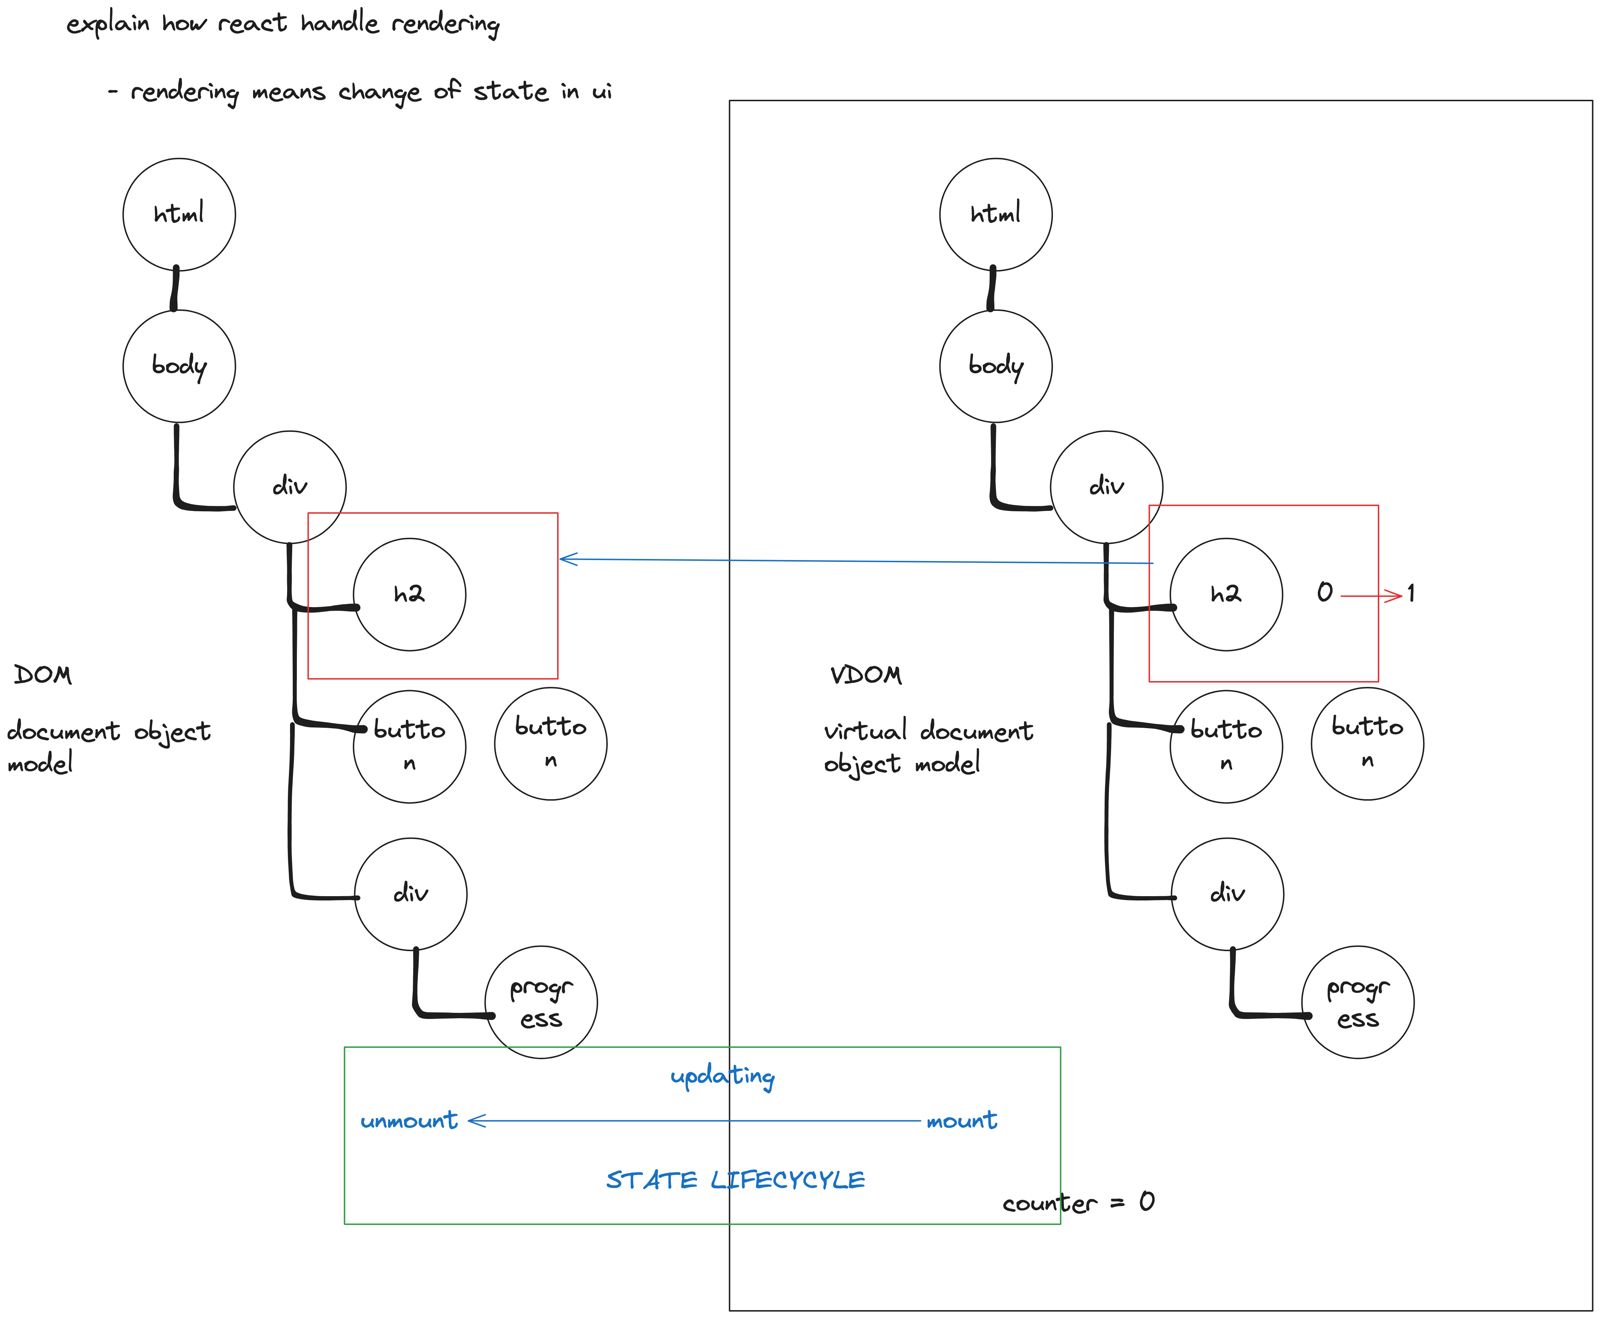 explain how react handle rendering
- rendering means change of state in ui
html
body
div
h2
DOM
document object
model
butto
n
butto
n
div
progr
ess
html
body
div
h2
0
1
VDOM
virtual document
object model
butto
n
butto
n
div
progr
ess
updating
unmount
mount
STATE LIFECYCYLE
counter = 0